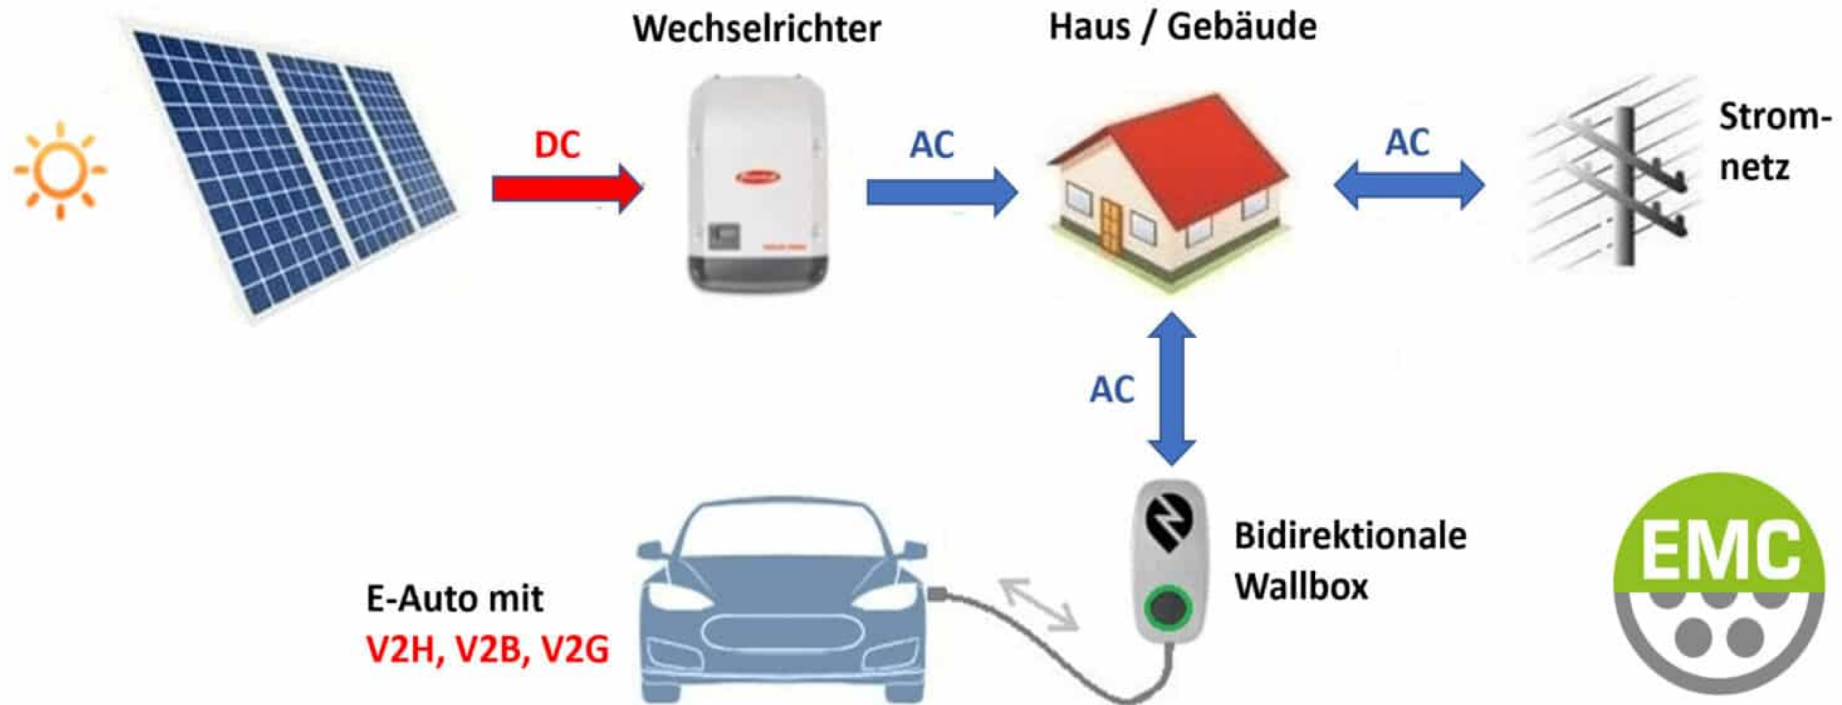 Wechselrichter
Haus / Gebäude
DC
AC
AC
Strom-
netz
AC
E-Auto mit
V2H, V2B, V2G
Bidirektionale
Wallbox
EMC